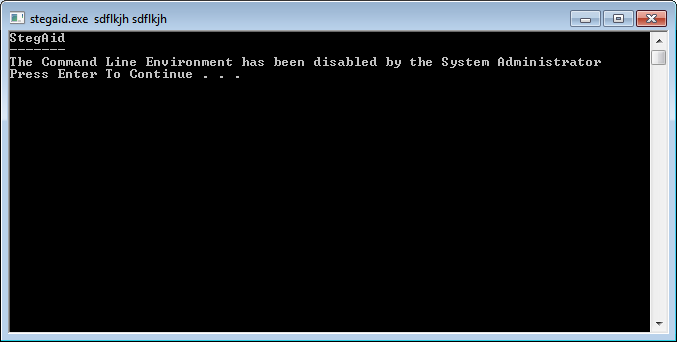 stegaid.exe sdflkjh sdflkjh
StegAid
-------
The Command Line Environment has been disabled by the System Administrator
Press Enter To Continue . . .